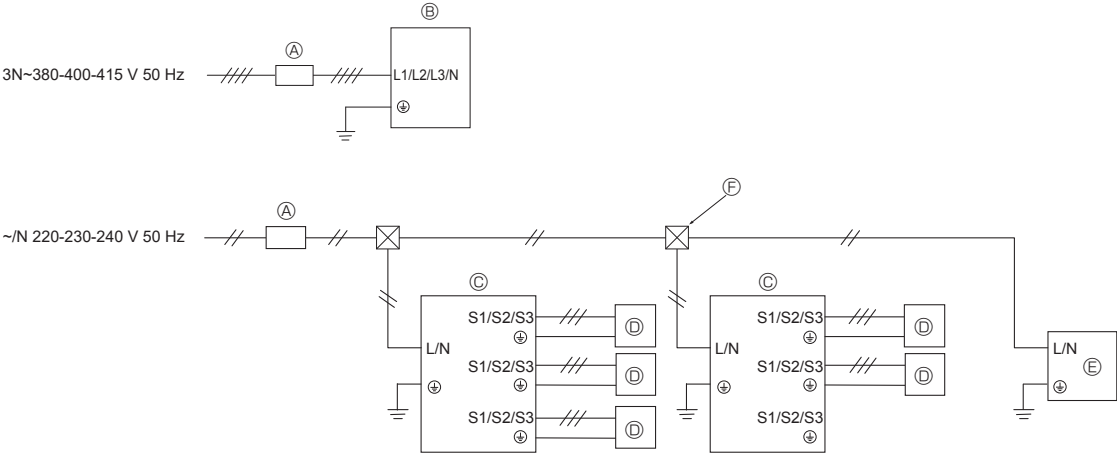 Ⓑ
Ⓐ
3N~380-400-415 V 50 Hz
L1/L2/L3/N
Ⓕ
Ⓐ
~/N 220-230-240 V 50 Hz
Ⓒ
Ⓒ
S1/S2/S3
Ⓓ
S1/S2/S3
Ⓓ
L/N
L/N
L/N
S1/S2/S3
Ⓓ
S1/S2/S3
Ⓓ
Ⓔ
S1/S2/S3
Ⓓ
S1/S2/S3